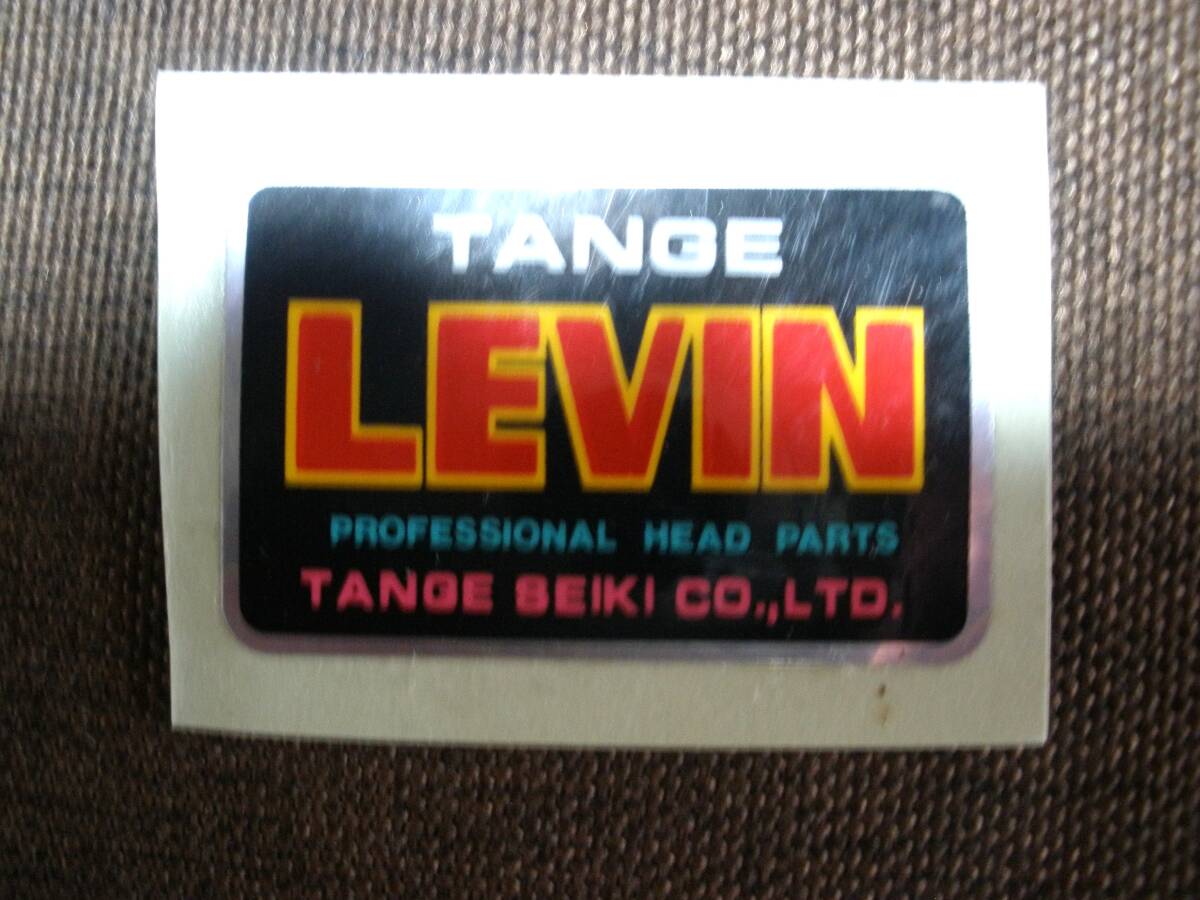 TANGE
LEVIN
PROFESSIONAL HEAD PARTS
TANGE SEIKI CO.,LTD.